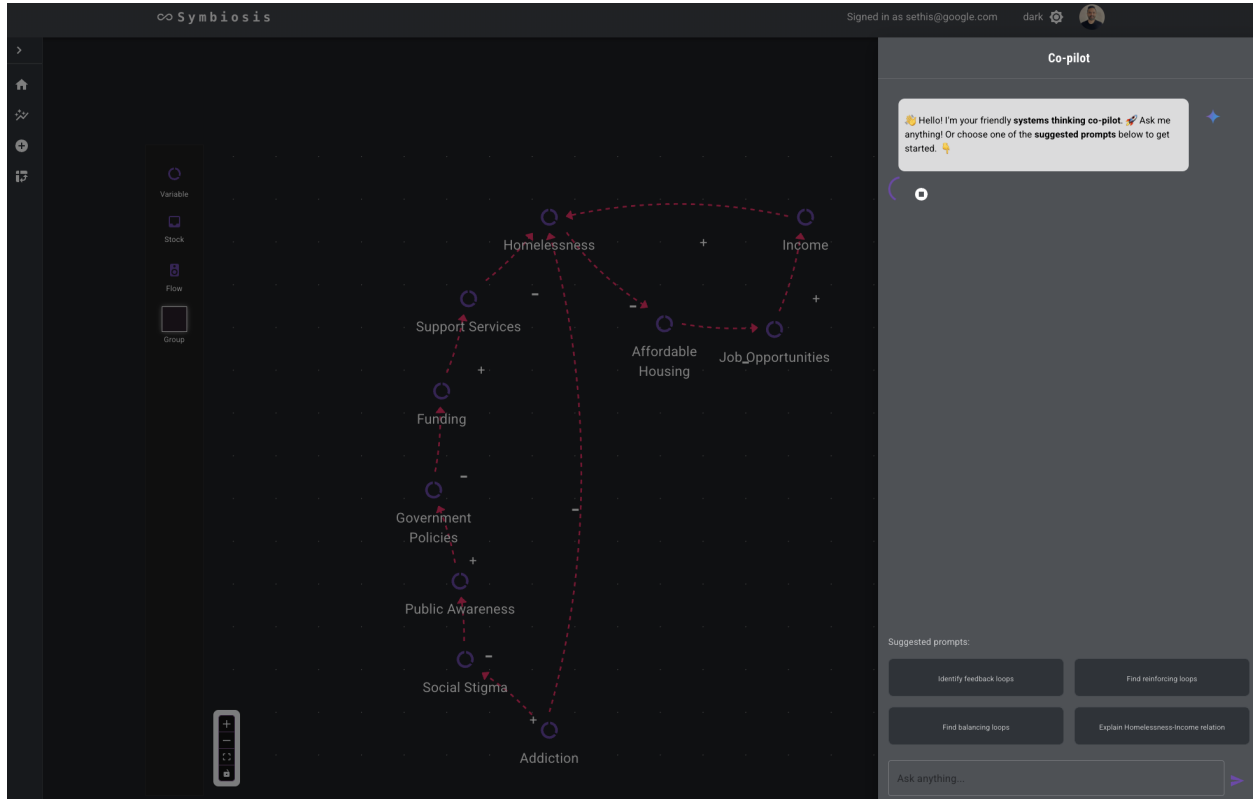 Symbiosis
Signed in as sethis@google.com
dark
Co-pilot
👋 Hello! I'm your friendly systems thinking co-pilot. 🚀 Ask me
anything! Or choose one of the suggested prompts below to get
started. 👇
Variable
Stock
Flow
Group
Homelessness
+
Income
-
-
+
Support Services
Affordable
Housing
Job Opportunities
-
+
Funding
-
Government
Policies
-
+
Public Awareness
-
Social Stigma
+
Addiction
+
−
Suggested prompts:
Identify feedback loops
Find reinforcing loops
Find balancing loops
Explain Homelessness-Income relation
Ask anything...